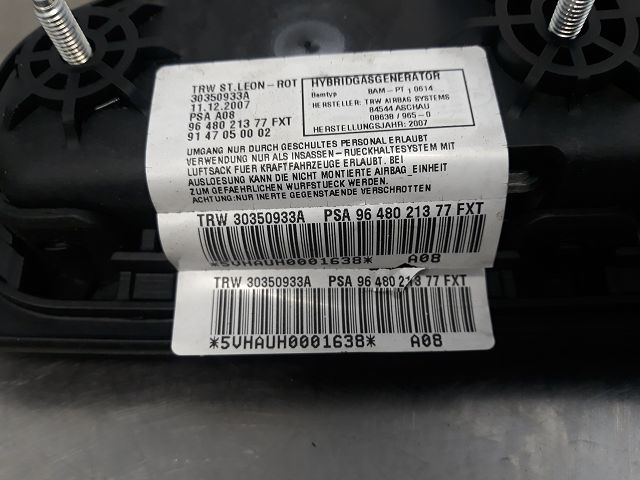 TRW ST.LEON-ROT
30350933A
11.12.2007
PSA A08
96 480 213 77 FXT
91 47 05 00 02
HYBRIDGASGENERATOR
Bamtyp BAM-PT 1 0614
HERSTELLER: TRW AIRBAG SYSTEMS
84544 ASCHAU
08638 / 965-0
HERSTELLUNGSJAHR: 2007
UMGANG NUR DURCH GESCHULTES PERSONAL ERLAUBT
VERWENDUNG NUR ALS INSASSEN-RUECKHALTESYSTEM MIT
LUFTSACK FUER KRAFTFAHRZEUGE ERLAUBT. BEI
AUSLOESUNG KANN DIE NICHT MONTIERTE AIRBAG_EINHEIT
ZUM GEFAEHRLICHEN WURFSTUECK WERDEN.
ACHTUNG:NUR INERTE GEGENSTAENDE VERSCHROTTEN
TRW 30350933A PSA 96 480 213 77 FXT
*5VHAUH0001638* A08
TRW 30350933A PSA 96 480 213 77 FXT
*5VHAUH0001638* A08